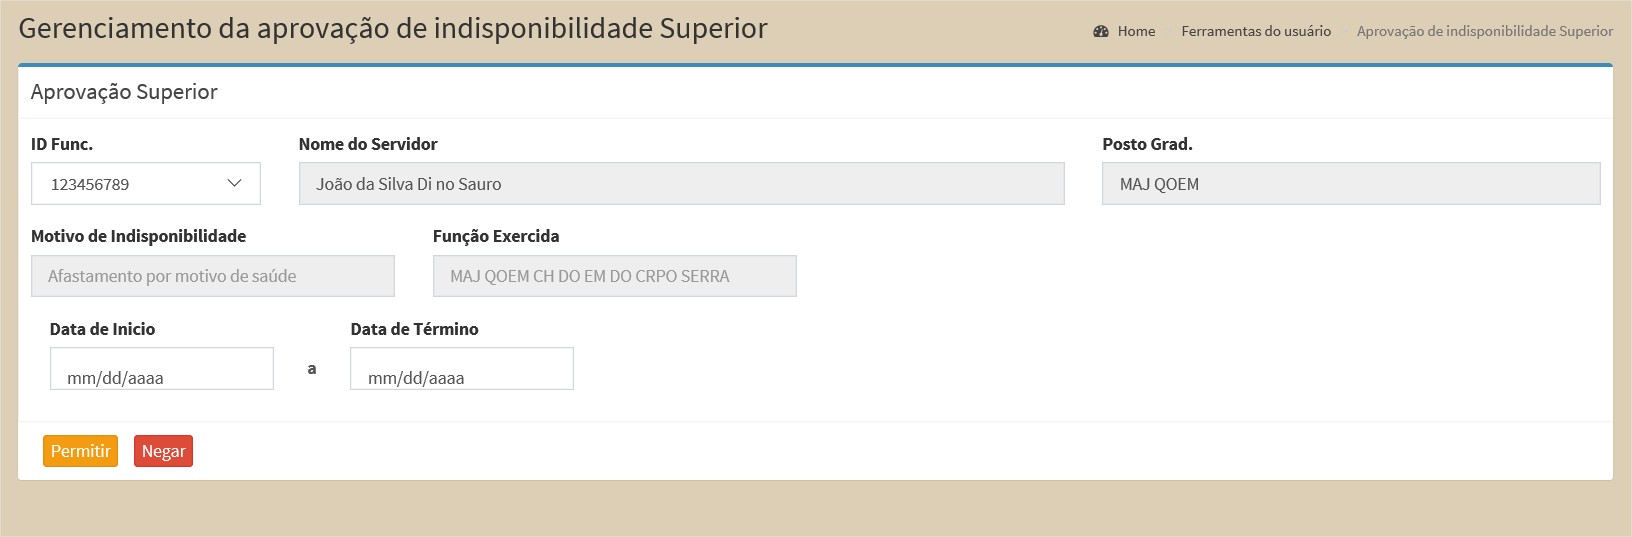 Gerenciamento da aprovação de indisponibilidade Superior
Home Ferramentas do usuário Aprovação de indisponibilidade Superior
Aprovação Superior
ID Func. Nome do Servidor Posto Grad.
123456789 João da Silva Di no Sauro MAJ QOEM
Motivo de Indisponibilidade Função Exercida
Afastamento por motivo de saúde MAJ QOEM CH DO EM DO CRPO SERRA
Data de Inicio Data de Término
mm/dd/aaaa a mm/dd/aaaa
Permitir Negar